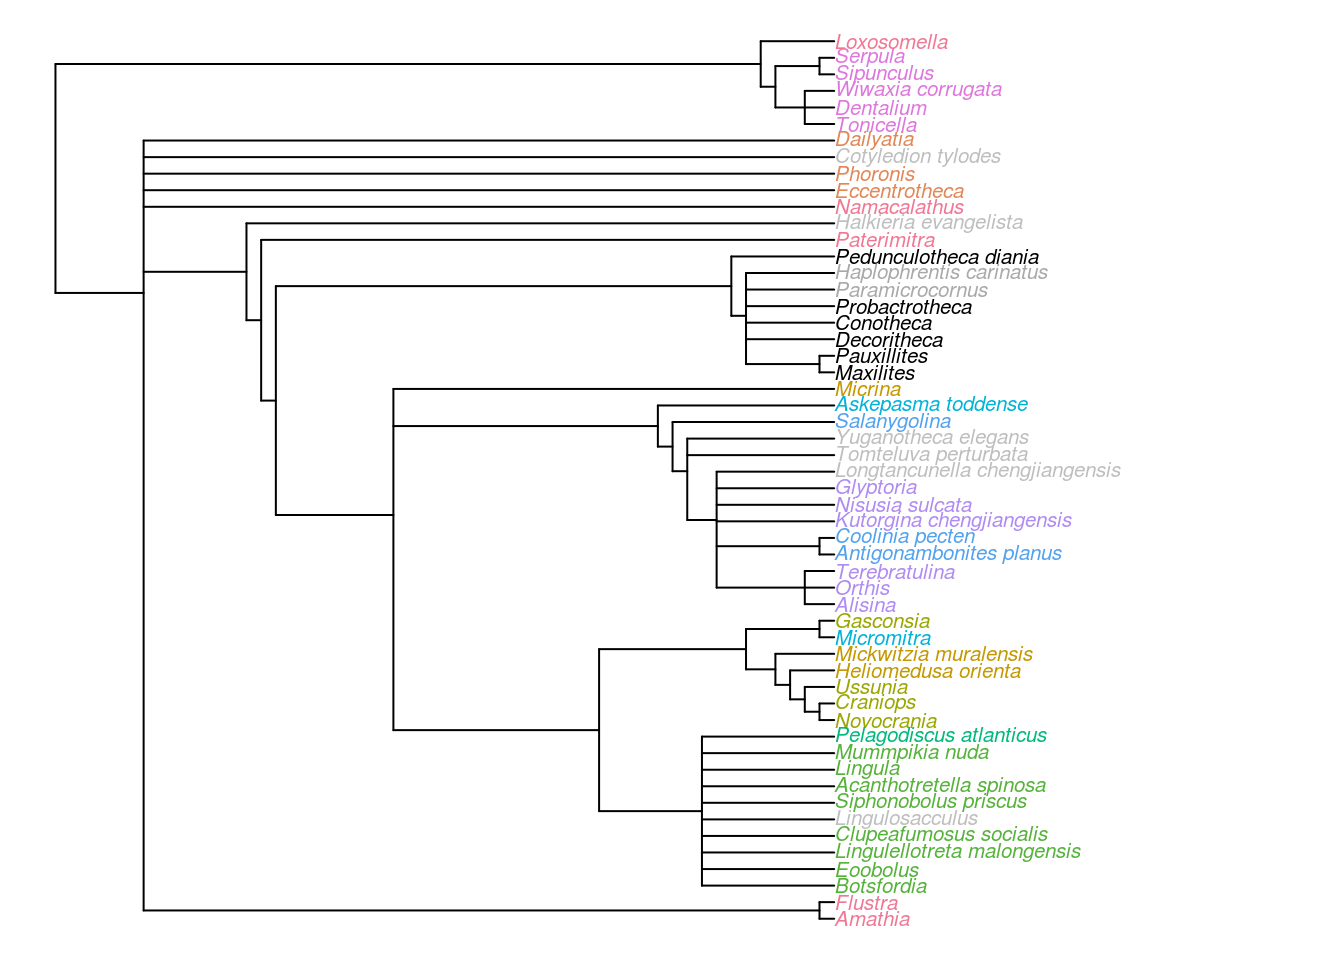 Loxosomella
Serpula
Sipunculus
Wiwaxia corrugata
Dentalium
Tonicella
Dailyatia
Cotyledion tylodes
Phoronis
Eccentrotheca
Namacalathus
Halkieria evangelista
Paterimitra
Pedunculotheca diania
Haplophrentis carinatus
Paramicrocornus
Probactrotheca
Conotheca
Decoritheca
Pauxillites
Maxilites
Micrina
Askepasma toddense
Salanygolina
Yuganotheca elegans
Tomteluva perturbata
Longtancunella chengjiangensis
Glyptoria
Nisusia sulcata
Kutorgina chengjiangensis
Coolinia pecten
Antigonambonites planus
Terebratulina
Orthis
Alisina
Gasconsia
Micromitra
Mickwitzia muralensis
Heliomedusa orienta
Ussunia
Craniops
Novocrania
Pelagodiscus atlanticus
Mummpikia nuda
Lingula
Acanthotretella spinosa
Siphonobolus priscus
Lingulosacculus
Clupeafumosus socialis
Lingulellotreta malongensis
Eoobolus
Botsfordia
Flustra
Amathia